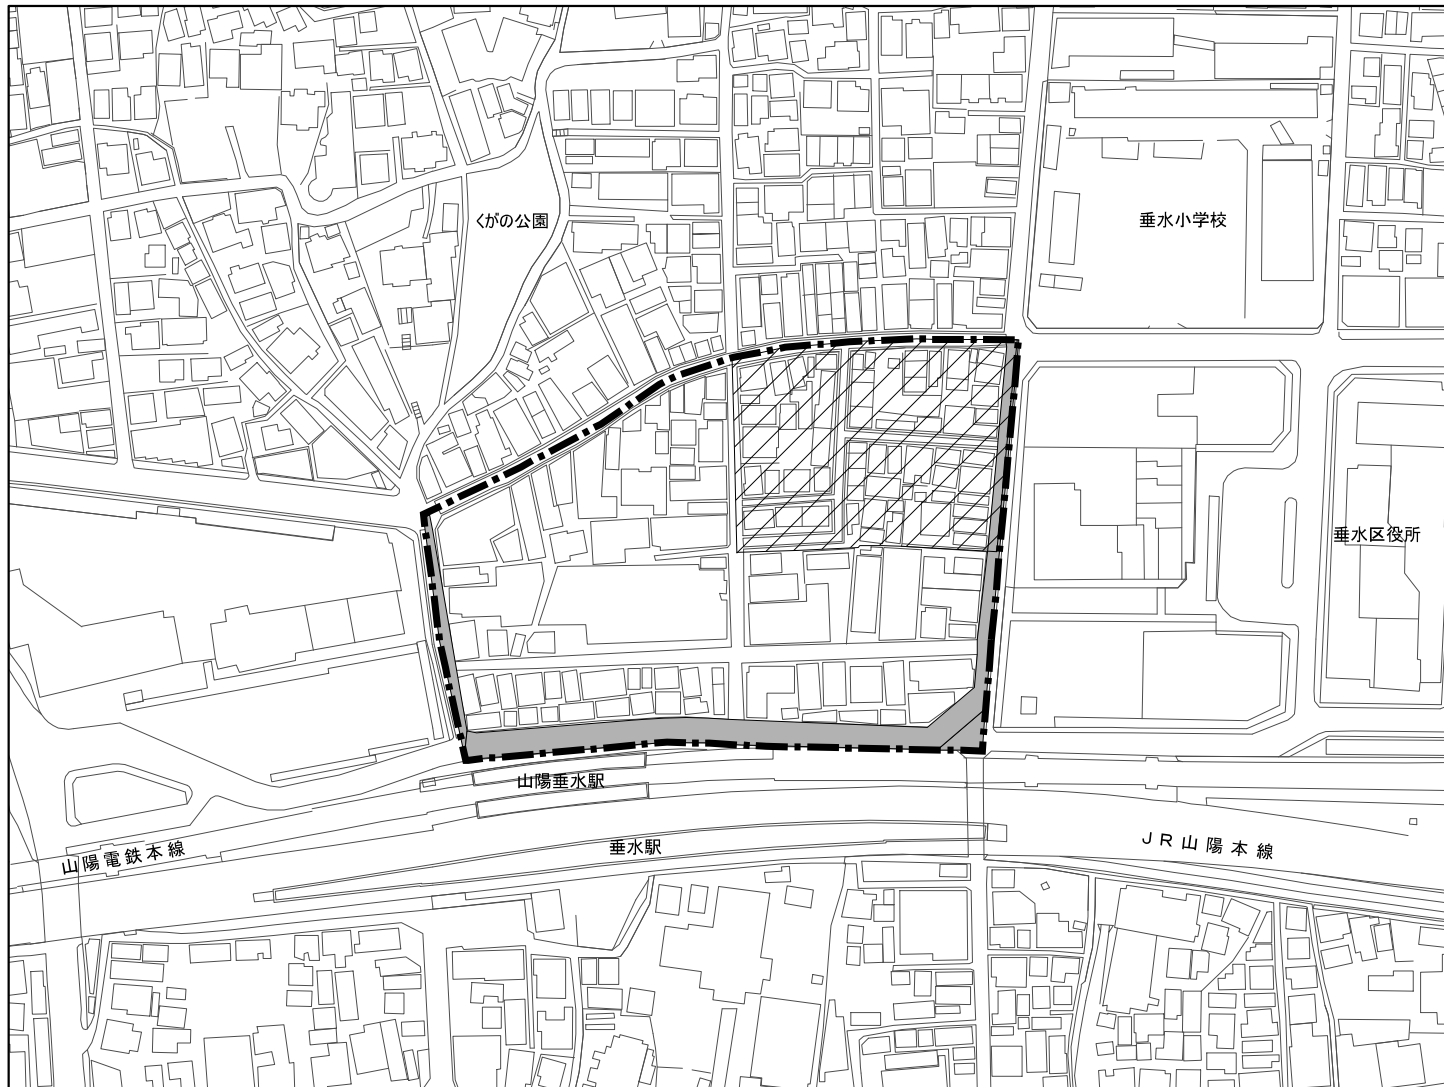 くがの公園
垂水小学校
垂水区役所
山陽垂水駅
山陽電鉄本線
垂水駅
JR山陽本線